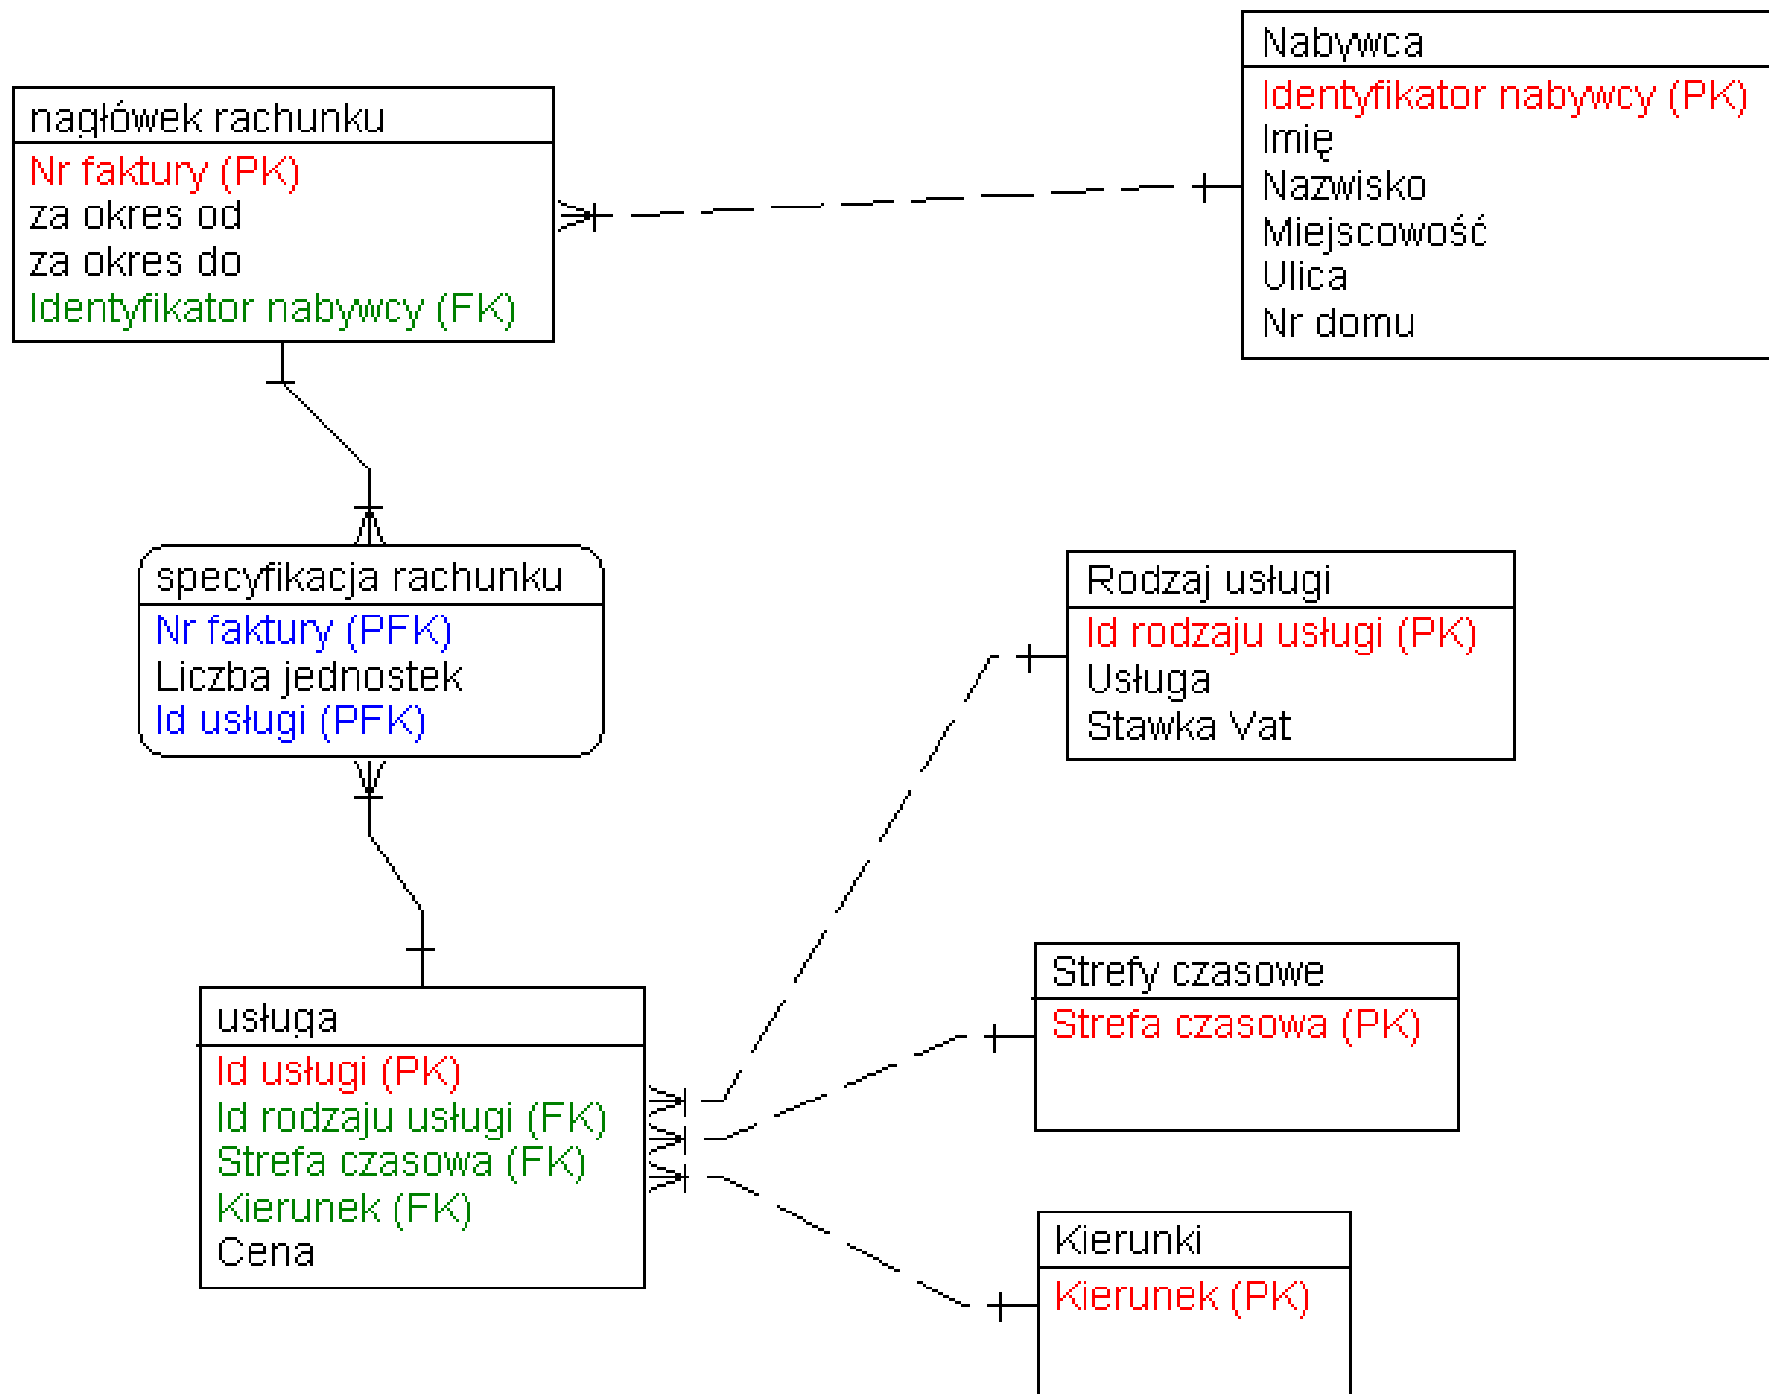 Nabywca
Identyfikator nabywcy (PK)
Imię
Nazwisko
Miejscowość
Ulica
Nr domu
nagłówek rachunku
Nr faktury (PK)
za okres od
za okres do
Identyfikator nabywcy (FK)
specyfikacja rachunku
Nr faktury (PFK)
Liczba jednostek
Id usługi (PFK)
Rodzaj usługi
Id rodzaju usługi (PK)
Usługa
Stawka Vat
Strefy czasowe
Strefa czasowa (PK)
usługa
Id usługi (PK)
Id rodzaju usługi (FK)
Strefa czasowa (FK)
Kierunek (FK)
Cena
Kierunki
Kierunek (PK)